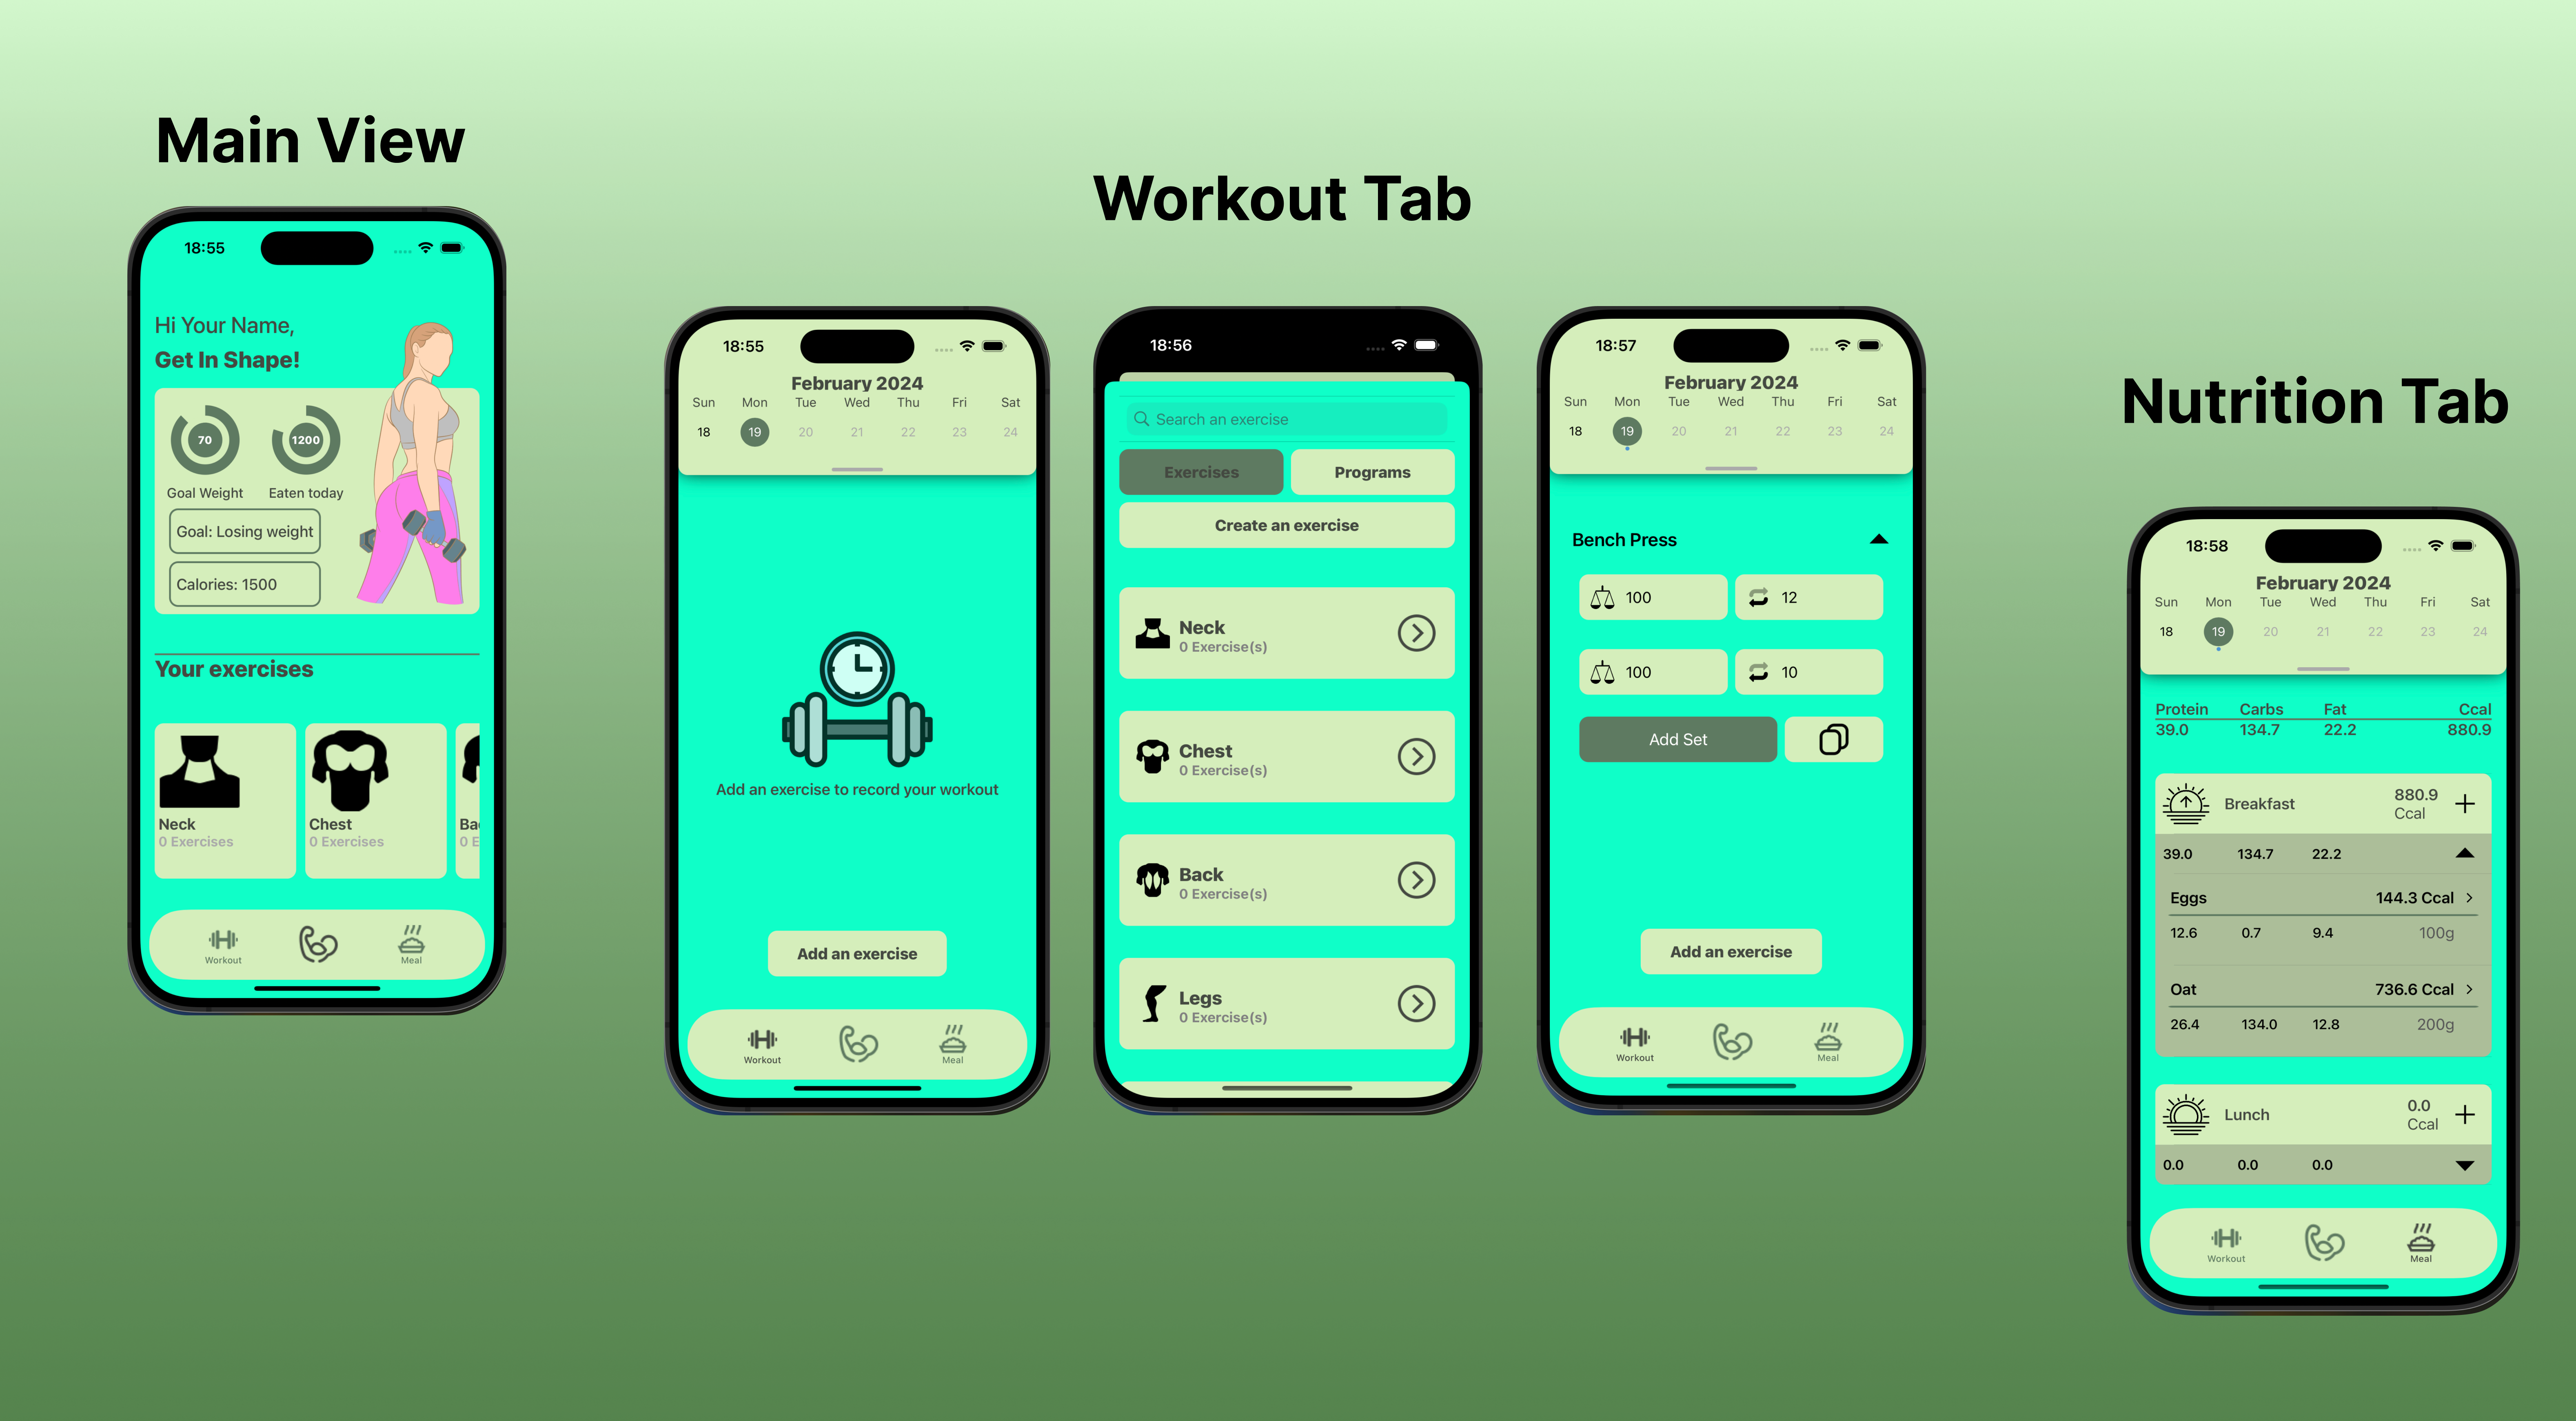 Main View
18:55
Hi Your Name,
Get In Shape!
70
1200
Goal Weight
Eaten today
Goal: Losing weight
Calories: 1500
Your exercises
Neck
0 Exercises
Chest
0 Exercises
Ba
0 E
Workout
Meal
Workout Tab
18:55
February 2024
Sun Mon Tue Wed Thu Fri Sat
18 19 20 21 22 23 24
Add an exercise to record your workout
Add an exercise
Workout
Meal
18:56
Search an exercise
Exercises
Programs
Create an exercise
Neck
0 Exercise(s)
Chest
0 Exercise(s)
Back
0 Exercise(s)
Legs
0 Exercise(s)
18:57
February 2024
Sun Mon Tue Wed Thu Fri Sat
18 19 20 21 22 23 24
Bench Press
100 12
100 10
Add Set
Add an exercise
Workout
Meal
Nutrition Tab
18:58
February 2024
Sun Mon Tue Wed Thu Fri Sat
18 19 20 21 22 23 24
Protein Carbs Fat Ccal
39.0 134.7 22.2 880.9
Breakfast
880.9
Ccal
39.0 134.7 22.2
Eggs 144.3 Ccal
12.6 0.7 9.4 100g
Oat 736.6 Ccal
26.4 134.0 12.8 200g
Lunch
0.0
Ccal
0.0 0.0 0.0
Workout
Meal